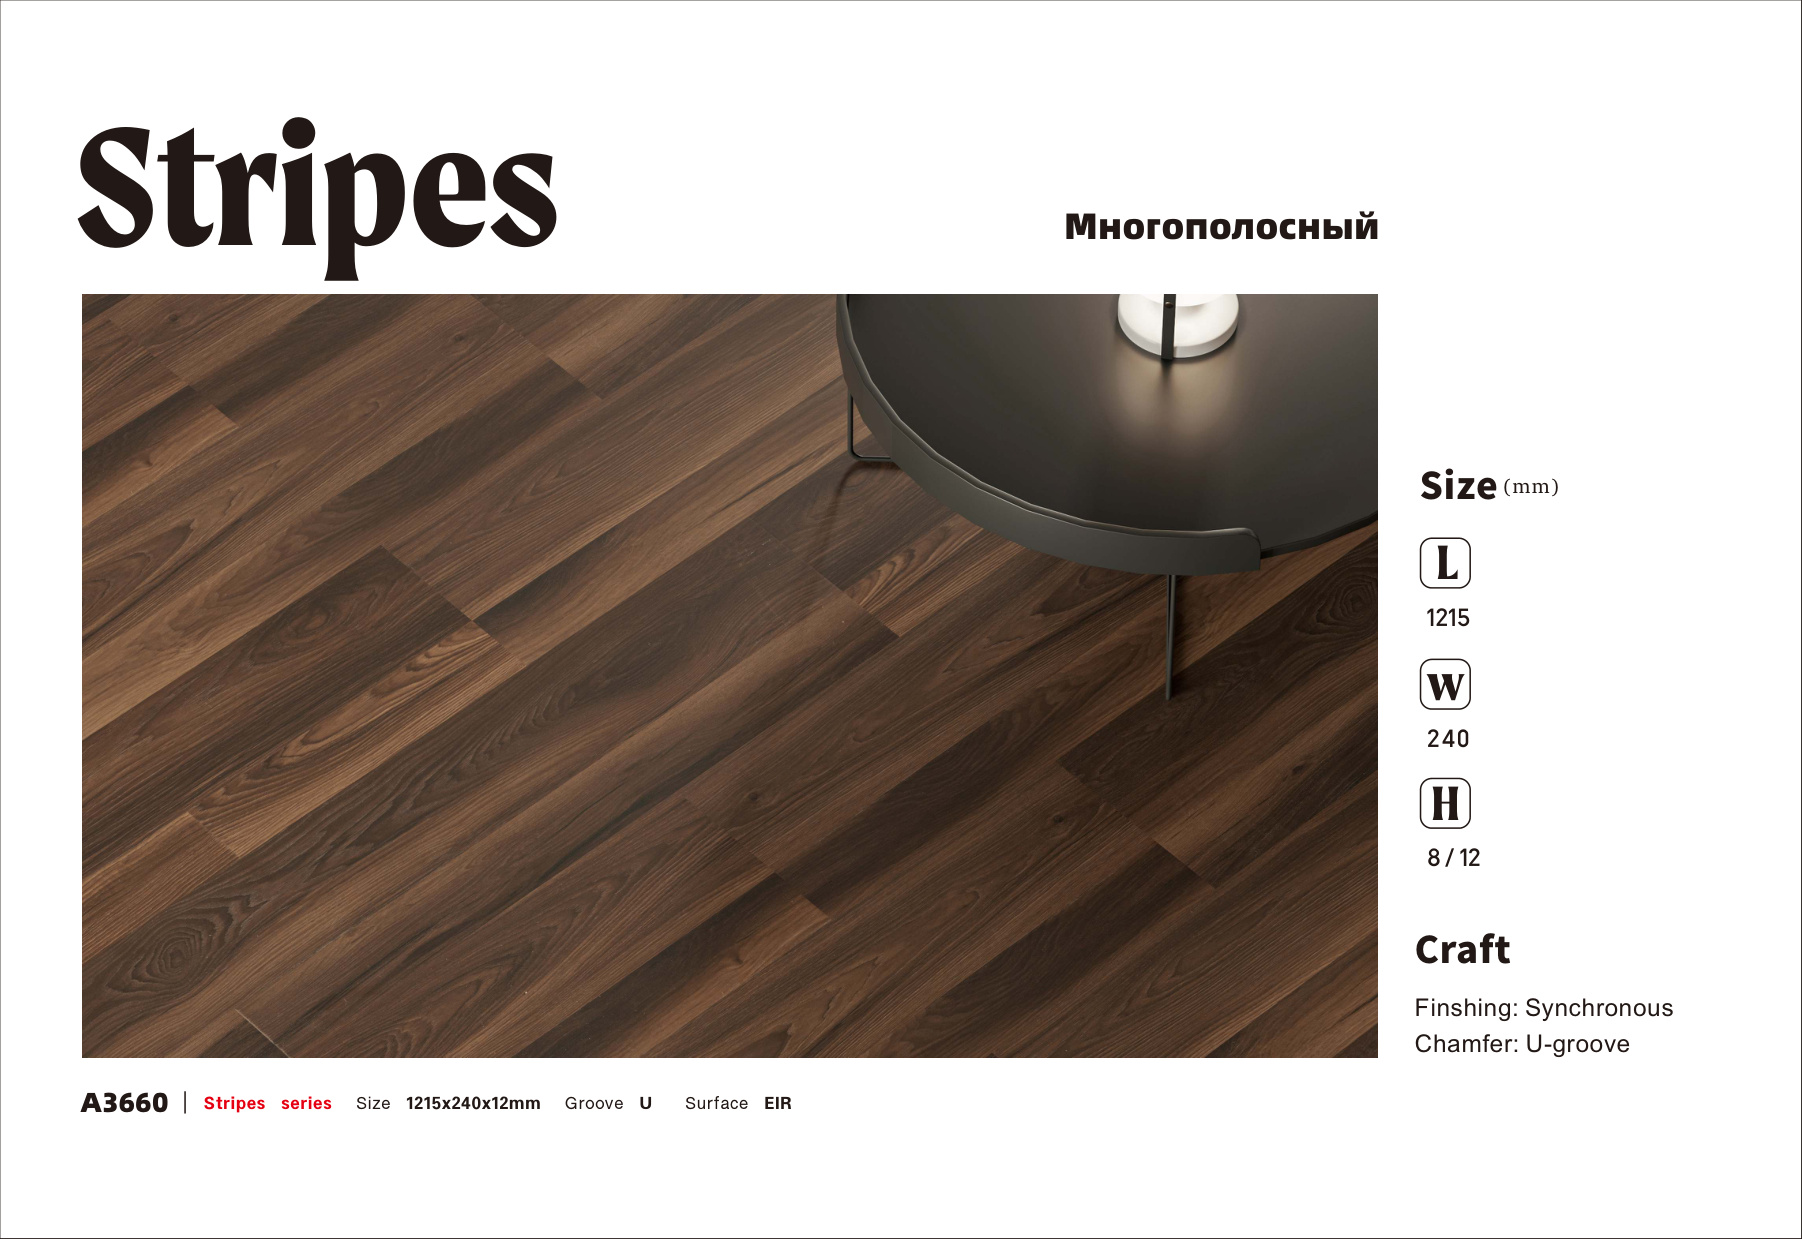 Stripes
Многополосный
Size (mm)
L
1215
W
240
H
8 / 12
Craft
Finshing: Synchronous
Chamfer: U-groove
A3660 | Stripes series Size 1215x240x12mm Groove U Surface EIR